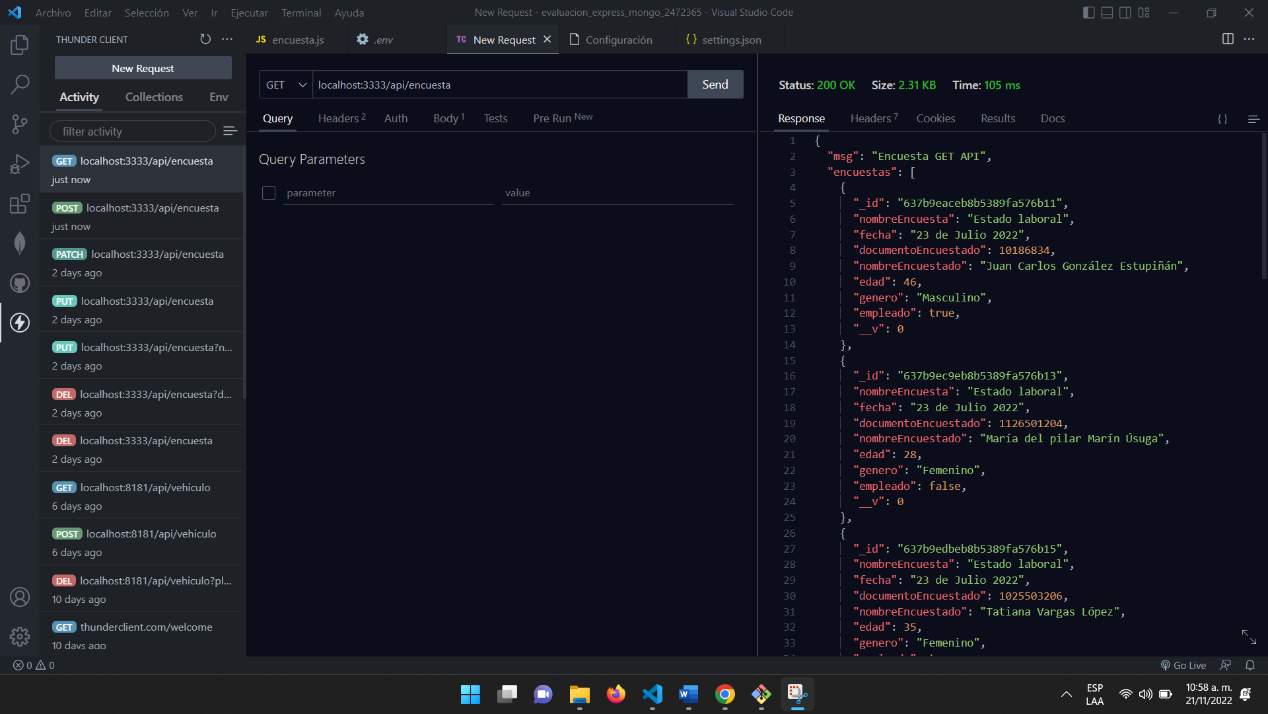 Archivo Editar Selección Ver Ir Ejecutar Terminal Ayuda New Request - evaluacion_express_mongo_2472365 - Visual Studio Code
THUNDER CLIENT
New Request
Activity Collections Env
filter activity
GET localhost:3333/api/encuesta
just now
POST localhost:3333/api/encuesta
just now
PATCH localhost:3333/api/encuesta
2 days ago
PUT localhost:3333/api/encuesta
2 days ago
PUT localhost:3333/api/encuesta?n...
2 days ago
DEL localhost:3333/api/encuesta?d...
2 days ago
DEL localhost:3333/api/encuesta
2 days ago
GET localhost:8181/api/vehiculo
6 days ago
POST localhost:8181/api/vehiculo
6 days ago
DEL localhost:8181/api/vehiculo?pl...
10 days ago
GET thunderclient.com/welcome
10 days ago
JS encuesta.js .env TC New Request Configuración {} settings.json
GET localhost:3333/api/encuesta Send
Query Headers 2 Auth Body 1 Tests Pre Run New
Query Parameters
parameter value
Status: 200 OK Size: 2.31 KB Time: 105 ms
Response Headers 7 Cookies Results Docs { }
1 {
2 "msg": "Encuesta GET API",
3 "encuestas": [
4 {
5 "_id": "637b9eaceb8b5389fa576b11",
6 "nombreEncuesta": "Estado laboral",
7 "fecha": "23 de Julio 2022",
8 "documentoEncuestado": 10186834,
9 "nombreEncuestado": "Juan Carlos González Estupiñán",
10 "edad": 46,
11 "genero": "Masculino",
12 "empleado": true,
13 "__v": 0
14 },
15 {
16 "_id": "637b9ec9eb8b5389fa576b13",
17 "nombreEncuesta": "Estado laboral",
18 "fecha": "23 de Julio 2022",
19 "documentoEncuestado": 1126501204,
20 "nombreEncuestado": "María del pilar Marín Úsuga",
21 "edad": 28,
22 "genero": "Femenino",
23 "empleado": false,
24 "__v": 0
25 },
26 {
27 "_id": "637b9edbeb8b5389fa576b15",
28 "nombreEncuesta": "Estado laboral",
29 "fecha": "23 de Julio 2022",
30 "documentoEncuestado": 1025503206,
31 "nombreEncuestado": "Tatiana Vargas López",
32 "edad": 35,
33 "genero": "Femenino",
0 0 Go Live
ESP
LAA
10:58 a. m.
21/11/2022